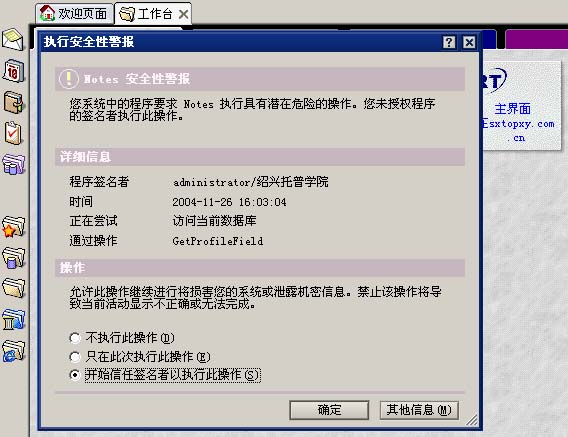 欢迎页面 工作台
执行安全性警报
Notes 安全性警报
您系统中的程序要求 Notes 执行具有潜在危险的操作。您未授权程序
的签名者执行此操作。
详细信息
程序签名者 administrator/绍兴托普学院
时间 2004-11-26 16:03:04
正在尝试 访问当前数据库
通过操作 GetProfileField
操作
允许此操作继续进行将损害您的系统或泄露机密信息。禁止该操作将导
致当前活动显示不正确或无法完成。
不执行此操作(D)
只在此次执行此操作(E)
开始信任签名者以执行此操作(S)
确定 其他信息(M)
RT
主界面
sxtopxy.com
.cn
10